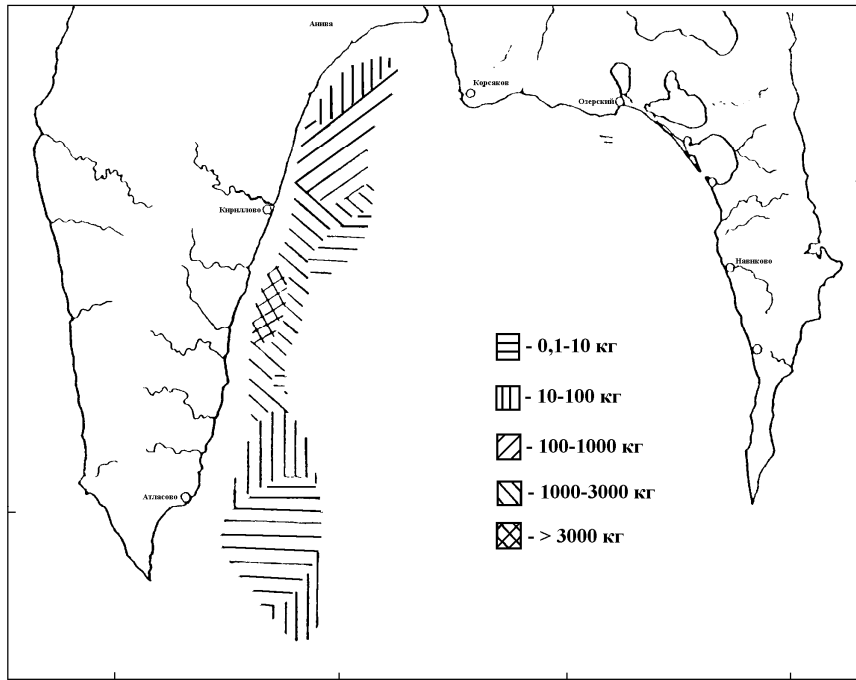 Анива
Корсаков
Озерский
Кириллово
Навиково
Атласово
- 0,1-10 кг
- 10-100 кг
- 100-1000 кг
- 1000-3000 кг
- > 3000 кг